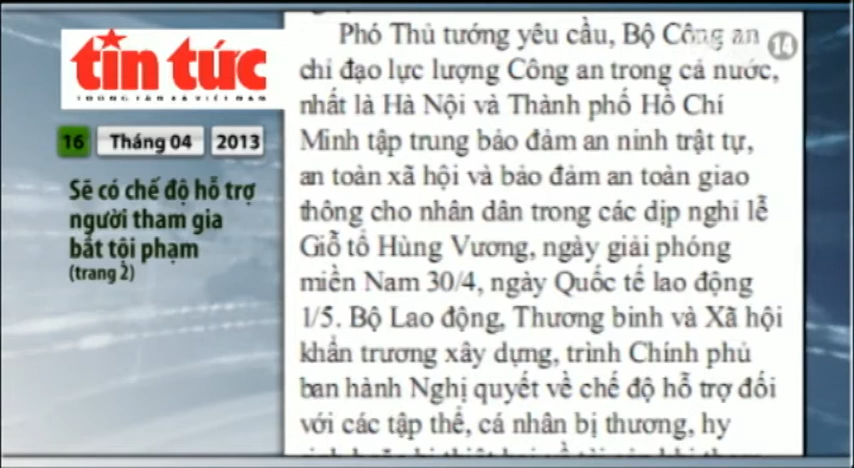 tin tức
THÔNG TẤN XÃ VIỆT NAM
16 Tháng 04 2013
Sẽ có chế độ hỗ trợ
người tham gia
bắt tội phạm
(trang 2)
Phó Thủ tướng yêu cầu, Bộ Công an
chỉ đạo lực lượng Công an trong cả nước,
nhất là Hà Nội và Thành phố Hồ Chí
Minh tập trung bảo đảm an ninh trật tự,
an toàn xã hội và bảo đảm an toàn giao
thông cho nhân dân trong các dịp nghỉ lễ
Giỗ tổ Hùng Vương, ngày giải phóng
miền Nam 30/4, ngày Quốc tế lao động
1/5. Bộ Lao động, Thương binh và Xã hội
khẩn trương xây dựng, trình Chính phủ
ban hành Nghị quyết về chế độ hỗ trợ đối
với các tập thể, cá nhân bị thương, hy
14